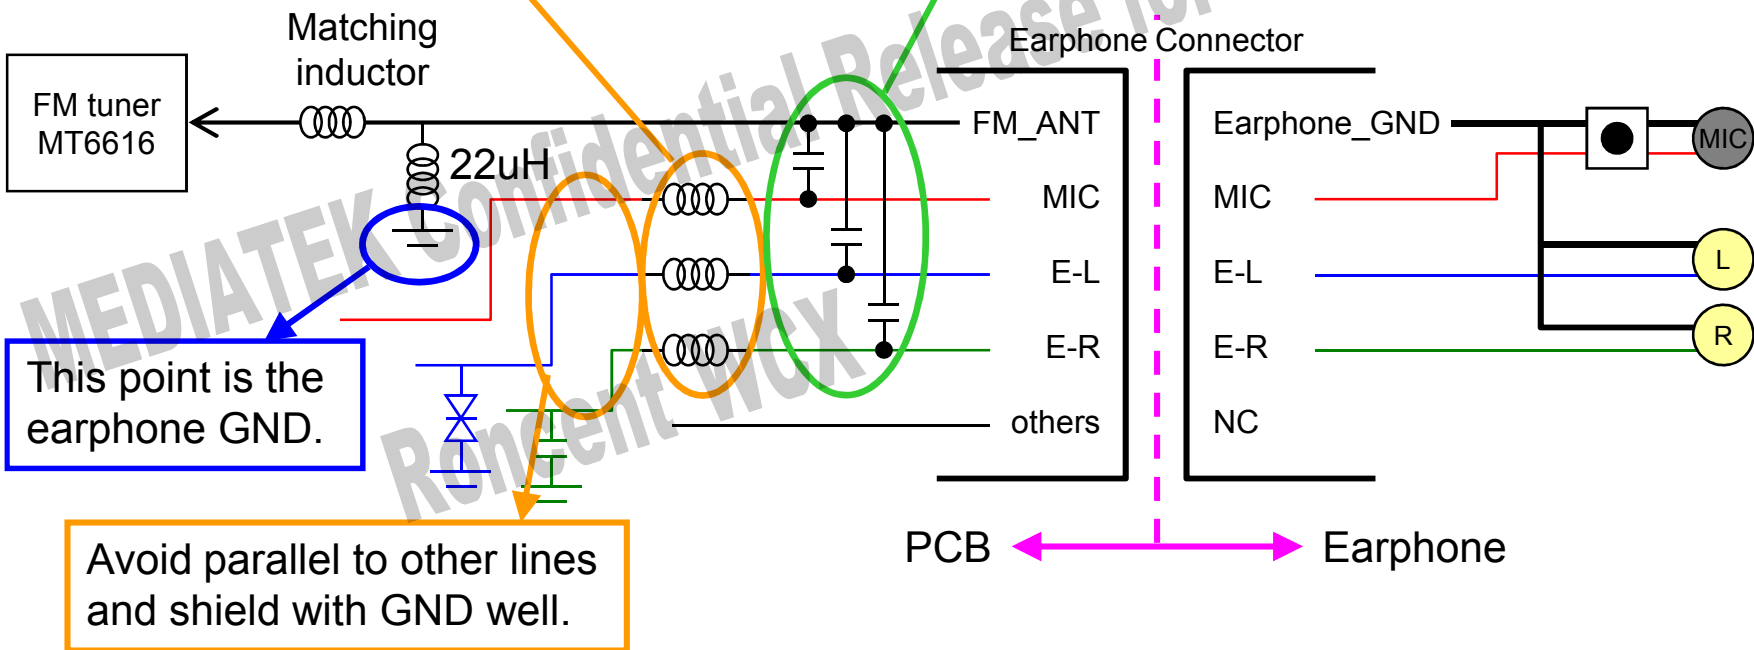 Matching
inductor
Earphone Connector
FM tuner
MT6616
22uH
FM_ANT
MIC
E-L
E-R
others
Earphone_GND
MIC
E-L
E-R
NC
MIC
L
R
This point is the
earphone GND.
Avoid parallel to other lines
and shield with GND well.
PCB
Earphone
MEDIATEK Confidential Release for
Roncent WCX